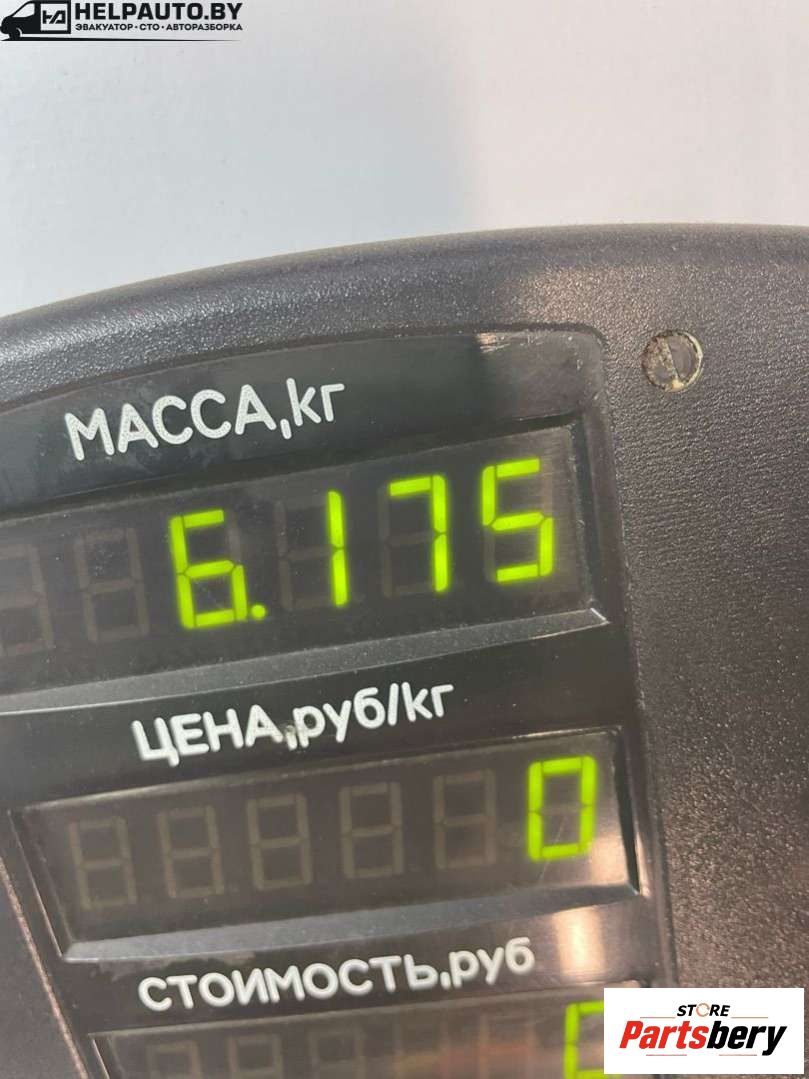 HELPAUTO.BY
ЭВАКУАТОР • СТО • АВТОРАЗБОРКА
МАССА,кг
6.175
ЦЕНА,руб/кг
0
СТОИМОСТЬ,руб
STORE
Partsbery